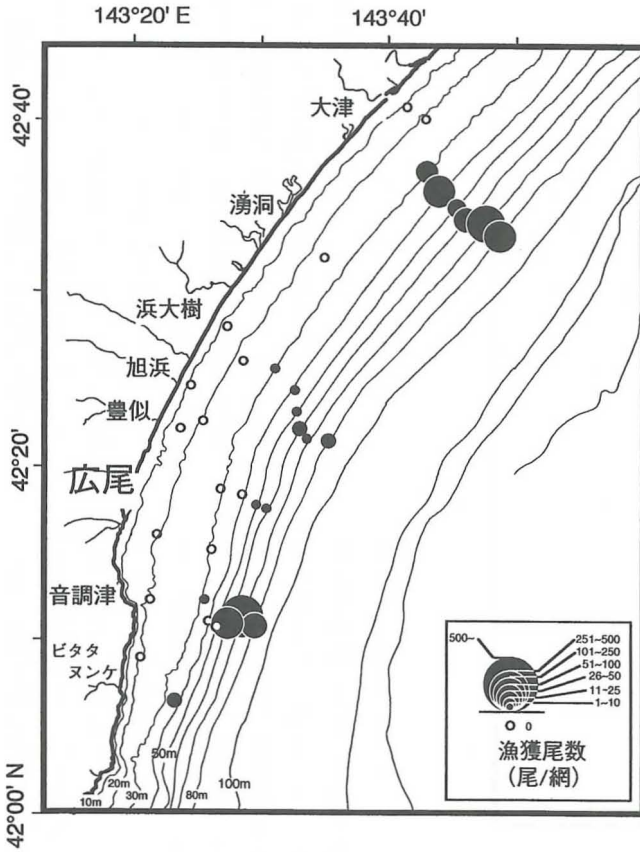 143°20' E
143°40'
42°40'
大津
湧洞
浜大樹
旭浜
豊似
42°20'
広尾
音調津
ビタタ
ヌンケ
50m
20m
30m
10m
80m
100m
42°00' N
500~
251~500
101~250
51~100
26~50
11~25
1~10
0
漁獲尾数
(尾/網)